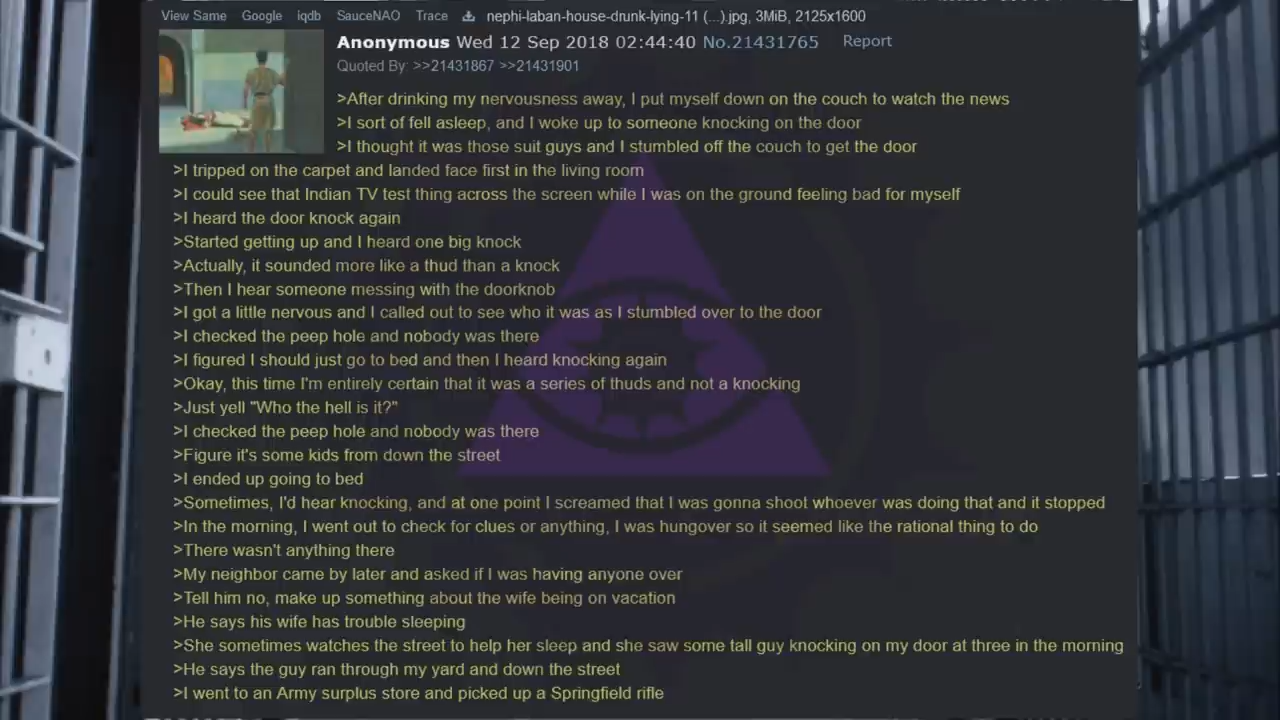 View Same Google iqdb SauceNAO Trace nephi-laban-house-drunk-lying-11 (...).jpg, 3MiB, 2125x1600
Anonymous Wed 12 Sep 2018 02:44:40 No.21431765 Report
Quoted By: >>21431867 >>21431901
>After drinking my nervousness away, I put myself down on the couch to watch the news
>I sort of fell asleep, and I woke up to someone knocking on the door
>I thought it was those suit guys and I stumbled off the couch to get the door
>I tripped on the carpet and landed face first in the living room
>I could see that Indian TV test thing across the screen while I was on the ground feeling bad for myself
>I heard the door knock again
>Started getting up and I heard one big knock
>Actually, it sounded more like a thud than a knock
>Then I hear someone messing with the doorknob
>I got a little nervous and I called out to see who it was as I stumbled over to the door
>I checked the peep hole and nobody was there
>I figured I should just go to bed and then I heard knocking again
>Okay, this time I'm entirely certain that it was a series of thuds and not a knocking
>Just yell "Who the hell is it?"
>I checked the peep hole and nobody was there
>Figure it's some kids from down the street
>I ended up going to bed
>Sometimes, I'd hear knocking, and at one point I screamed that I was gonna shoot whoever was doing that and it stopped
>In the morning, I went out to check for clues or anything, I was hungover so it seemed like the rational thing to do
>There wasn't anything there
>My neighbor came by later and asked if I was having anyone over
>Tell him no, make up something about the wife being on vacation
>He says his wife has trouble sleeping
>She sometimes watches the street to help her sleep and she saw some tall guy knocking on my door at three in the morning
>He says the guy ran through my yard and down the street
>I went to an Army surplus store and picked up a Springfield rifle